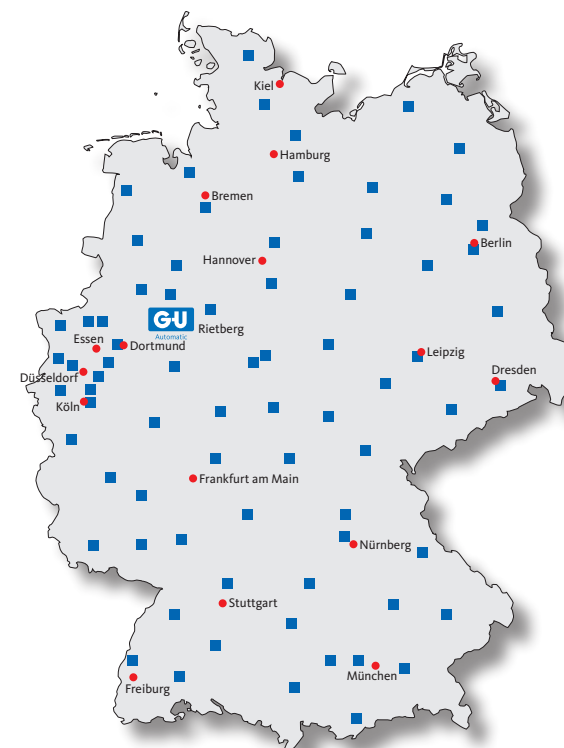 Kiel
Hamburg
Bremen
Berlin
Hannover
G-U
Rietberg
Automatic
Essen
Dortmund
Leipzig
Düsseldorf
Dresden
Köln
Frankfurt am Main
Nürnberg
Stuttgart
München
Freiburg